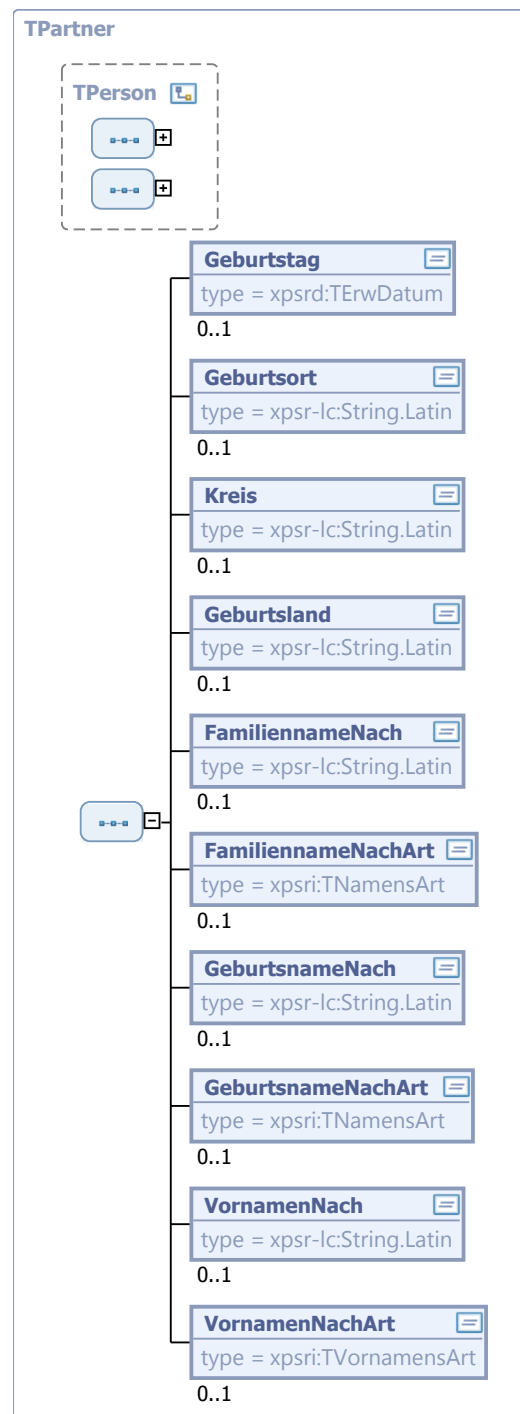 TPartner
TPerson
Geburtstag
type = xpsrd:TErwDatum
0..1
Geburtsort
type = xpsr-lc:String.Latin
0..1
Kreis
type = xpsr-lc:String.Latin
0..1
Geburtsland
type = xpsr-lc:String.Latin
0..1
FamiliennameNach
type = xpsr-lc:String.Latin
0..1
FamiliennameNachArt
type = xpsri:TNamensArt
0..1
GeburtsnameNach
type = xpsr-lc:String.Latin
0..1
GeburtsnameNachArt
type = xpsri:TNamensArt
0..1
VornamenNach
type = xpsr-lc:String.Latin
0..1
VornamenNachArt
type = xpsri:TVornamensArt
0..1